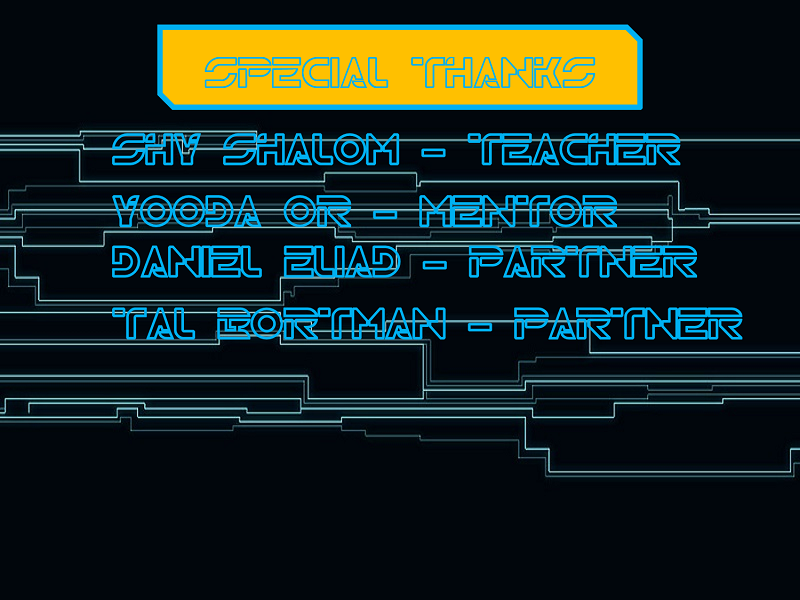 SPECIAL THANKS
SHY SHALOM - TEACHER
YOODA OR - MENTOR
DANIEL ELIAD - PARTNER
TAL BORTMAN - PARTNER